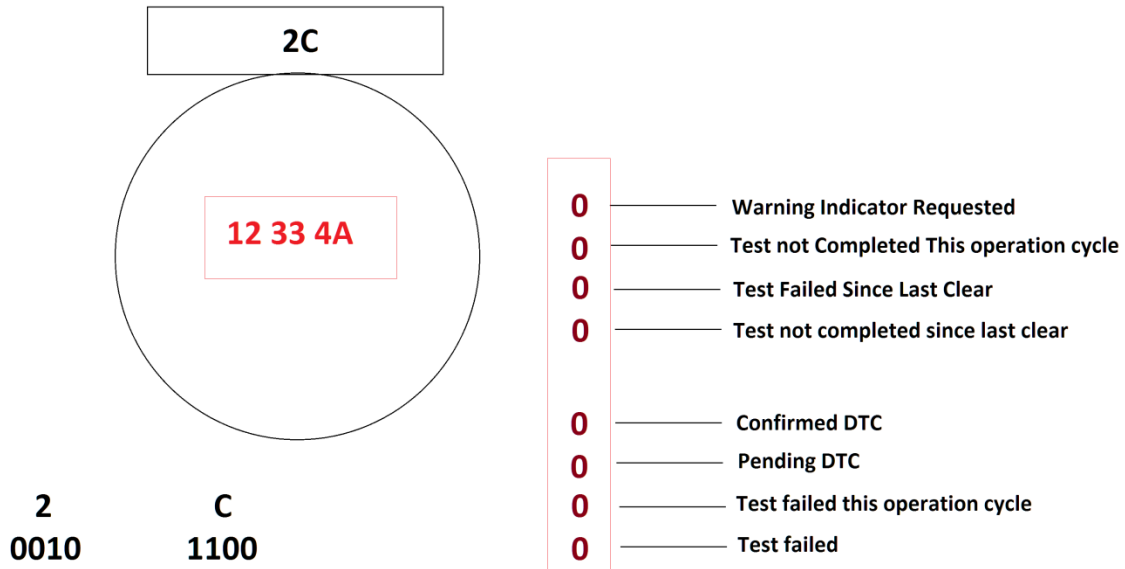 2C
12 33 4A
0 Warning Indicator Requested
0 Test not Completed This operation cycle
0 Test Failed Since Last Clear
0 Test not completed since last clear
0 Confirmed DTC
0 Pending DTC
0 Test failed this operation cycle
0 Test failed
2 C
0010 1100